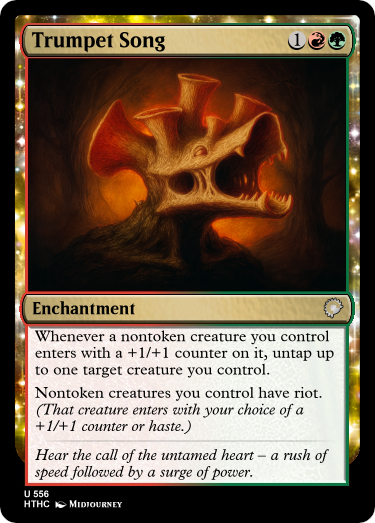 Trumpet Song 1
Enchantment
Whenever a nontoken creature you control
enters with a +1/+1 counter on it, untap up
to one target creature you control.
Nontoken creatures you control have riot.
(That creature enters with your choice of a
+1/+1 counter or haste.)
Hear the call of the untamed heart – a rush of
speed followed by a surge of power.
U 556
HTHC MIDJOURNEY